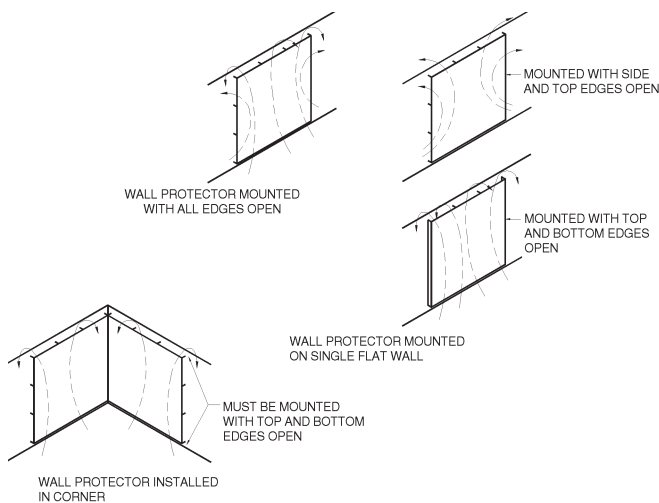 MOUNTED WITH SIDE
AND TOP EDGES OPEN
WALL PROTECTOR MOUNTED
WITH ALL EDGES OPEN
MOUNTED WITH TOP
AND BOTTOM EDGES
OPEN
WALL PROTECTOR MOUNTED
ON SINGLE FLAT WALL
MUST BE MOUNTED
WITH TOP AND BOTTOM
EDGES OPEN
WALL PROTECTOR INSTALLED
IN CORNER